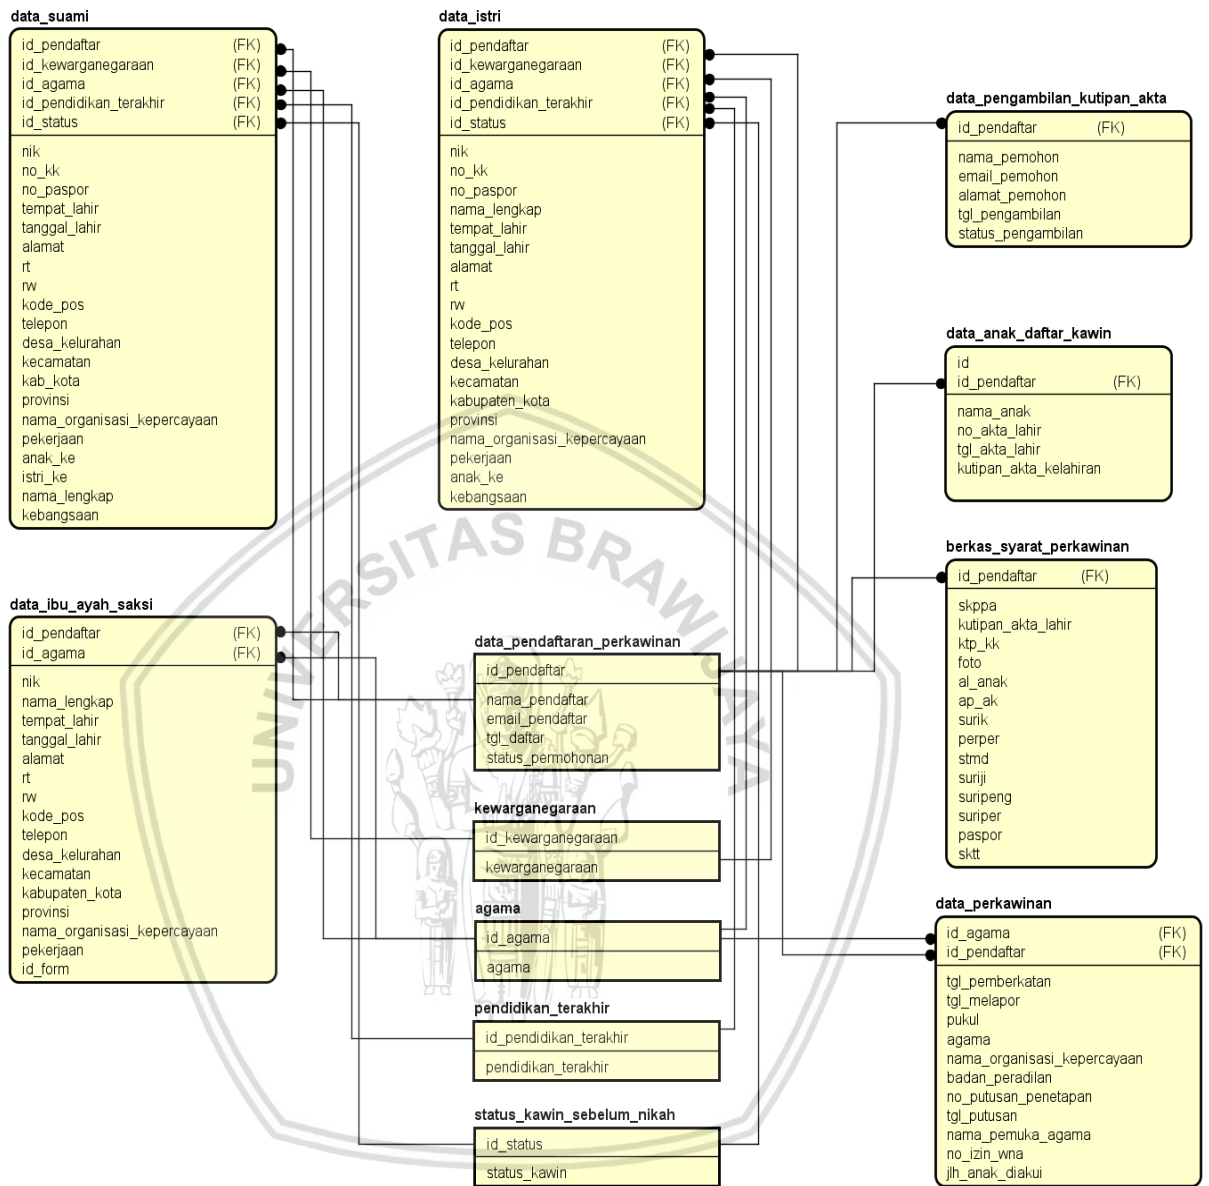 data_suami
id_pendaftar (FK)
id_kewarganegaraan (FK)
id_agama (FK)
id_pendidikan_terakhir (FK)
id_status (FK)
nik
no_kk
no_paspor
tempat_lahir
tanggal_lahir
alamat
rt
rw
kode_pos
telepon
desa_kelurahan
kecamatan
kab_kota
provinsi
nama_organisasi_kepercayaan
pekerjaan
anak_ke
istri_ke
nama_lengkap
kebangsaan
data_istri
id_pendaftar (FK)
id_kewarganegaraan (FK)
id_agama (FK)
id_pendidikan_terakhir (FK)
id_status (FK)
nik
no_kk
no_paspor
nama_lengkap
tempat_lahir
tanggal_lahir
alamat
rt
rw
kode_pos
telepon
desa_kelurahan
kecamatan
kabupaten_kota
provinsi
nama_organisasi_kepercayaan
pekerjaan
anak_ke
kebangsaan
data_pengambilan_kutipan_akta
id_pendaftar (FK)
nama_pemohon
email_pemohon
alamat_pemohon
tgl_pengambilan
status_pengambilan
data_anak_daftar_kawin
id
id_pendaftar (FK)
nama_anak
no_akta_lahir
tgl_akta_lahir
kutipan_akta_kelahiran
berkas_syarat_perkawinan
id_pendaftar (FK)
skppa
kutipan_akta_lahir
ktp_kk
foto
al_anak
ap_ak
surik
perper
stmd
suriji
suripeng
suriper
paspor
sktt
data_ibu_ayah_saksi
id_pendaftar (FK)
id_agama (FK)
nik
nama_lengkap
tempat_lahir
tanggal_lahir
alamat
rt
rw
kode_pos
telepon
desa_kelurahan
kecamatan
kabupaten_kota
provinsi
nama_organisasi_kepercayaan
pekerjaan
id_form
data_pendaftaran_perkawinan
id_pendaftar
nama_pendaftar
email_pendaftar
tgl_daftar
status_permohonan
kewarganegaraan
id_kewarganegaraan
kewarganegaraan
agama
id_agama
agama
pendidikan_terakhir
id_pendidikan_terakhir
pendidikan_terakhir
status_kawin_sebelum_nikah
id_status
status_kawin
data_perkawinan
id_agama (FK)
id_pendaftar (FK)
tgl_pemberkatan
tgl_melapor
pukul
agama
nama_organisasi_kepercayaan
badan_peradilan
no_putusan_penetapan
tgl_putusan
nama_pemuka_agama
no_izin_wna
jlh_anak_diakui
UNIVERSITAS BRAWIJAYA